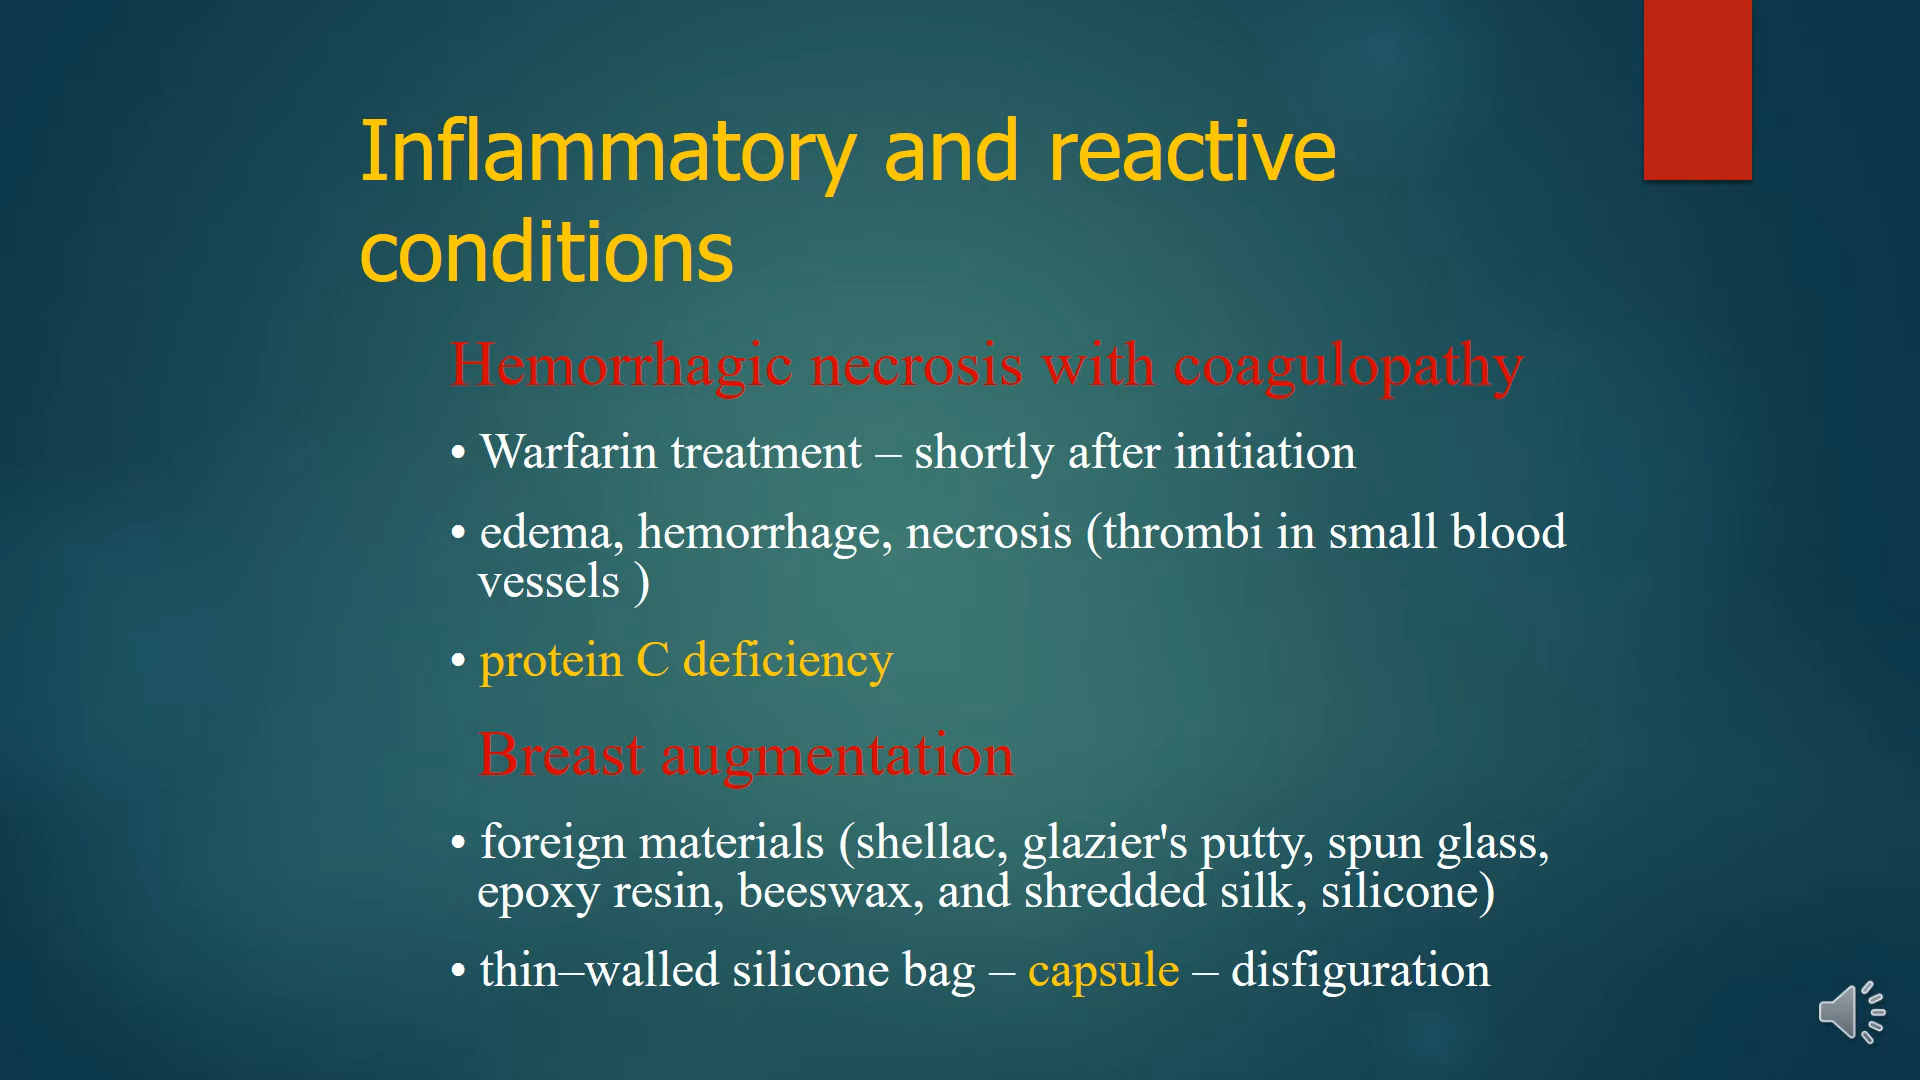 Inflammatory and reactive
conditions
Hemorrhagic necrosis with coagulopathy
• Warfarin treatment – shortly after initiation
• edema, hemorrhage, necrosis (thrombi in small blood
vessels )
• protein C deficiency
Breast augmentation
• foreign materials (shellac, glazier's putty, spun glass,
epoxy resin, beeswax, and shredded silk, silicone)
• thin–walled silicone bag – capsule – disfiguration